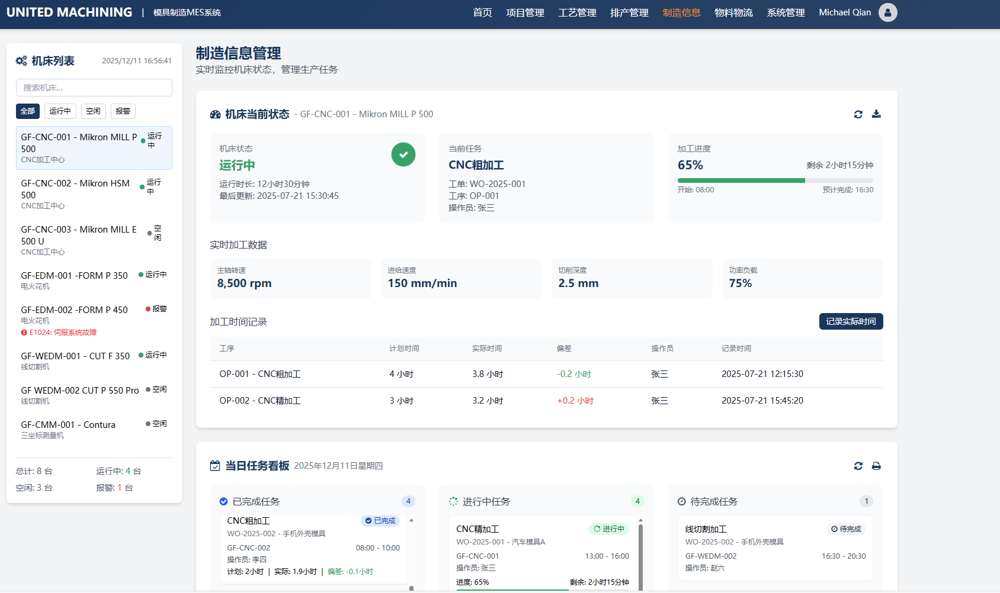 UNITED MACHINING | 模具制造MES系统
首页 项目管理 工艺管理 排产管理 制造信息 物料物流 系统管理 Michael Qian
机床列表 2025/12/11 16:56:41
搜索机床...
全部 运行中 空闲 报警
GF-CNC-001 - Mikron MILL P 500
运行中
CNC加工中心
GF-CNC-002 - Mikron HSM 500
运行中
CNC加工中心
GF-CNC-003 - Mikron MILL E 500 U
空闲
CNC加工中心
GF-EDM-001 -FORM P 350 运行中
电火花机
GF-EDM-002 -FORM P 450 报警
电火花机
E1024: 伺服系统故障
GF-WEDM-001 - CUT F 350 运行中
线切割机
GF WEDM-002 CUT P 550 Pro 空闲
线切割机
GF-CMM-001 - Contura 空闲
三坐标测量机
总计: 8 台 运行中: 4 台
空闲: 3 台 报警: 1 台
制造信息管理
实时监控机床状态，管理生产任务
机床当前状态 - GF-CNC-001 - Mikron MILL P 500
机床状态
运行中
运行时长: 12小时30分钟
最后更新: 2025-07-21 15:30:45
当前任务
CNC粗加工
工单: WO-2025-001
工序: OP-001
操作员: 张三
加工进度
65% 剩余 2小时15分钟
开始: 08:00 预计完成: 16:30
实时加工数据
主轴转速
8,500 rpm
进给速度
150 mm/min
切削深度
2.5 mm
功率负载
75%
加工时间记录 记录实际时间
工序 计划时间 实际时间 偏差 操作员 记录时间
OP-001 - CNC粗加工 4 小时 3.8 小时 -0.2 小时 张三 2025-07-21 12:15:30
OP-002 - CNC精加工 3 小时 3.2 小时 +0.2 小时 张三 2025-07-21 15:45:20
当日任务看板 2025年12月11日星期四
已完成任务 4
CNC粗加工 已完成
WO-2025-002 - 手机外壳模具
GF-CNC-002 08:00 - 10:00
操作员: 李四
计划: 2小时 | 实际: 1.9小时 | 偏差: -0.1小时
进行中任务 4
CNC精加工 进行中
WO-2025-001 - 汽车模具A
GF-CNC-001 13:00 - 16:00
操作员: 张三
进度: 65% 剩余: 2小时15分钟
待完成任务 1
线切割加工 待完成
WO-2025-002 - 手机外壳模具
GF-WEDM-002 16:30 - 20:30
操作员: 赵六